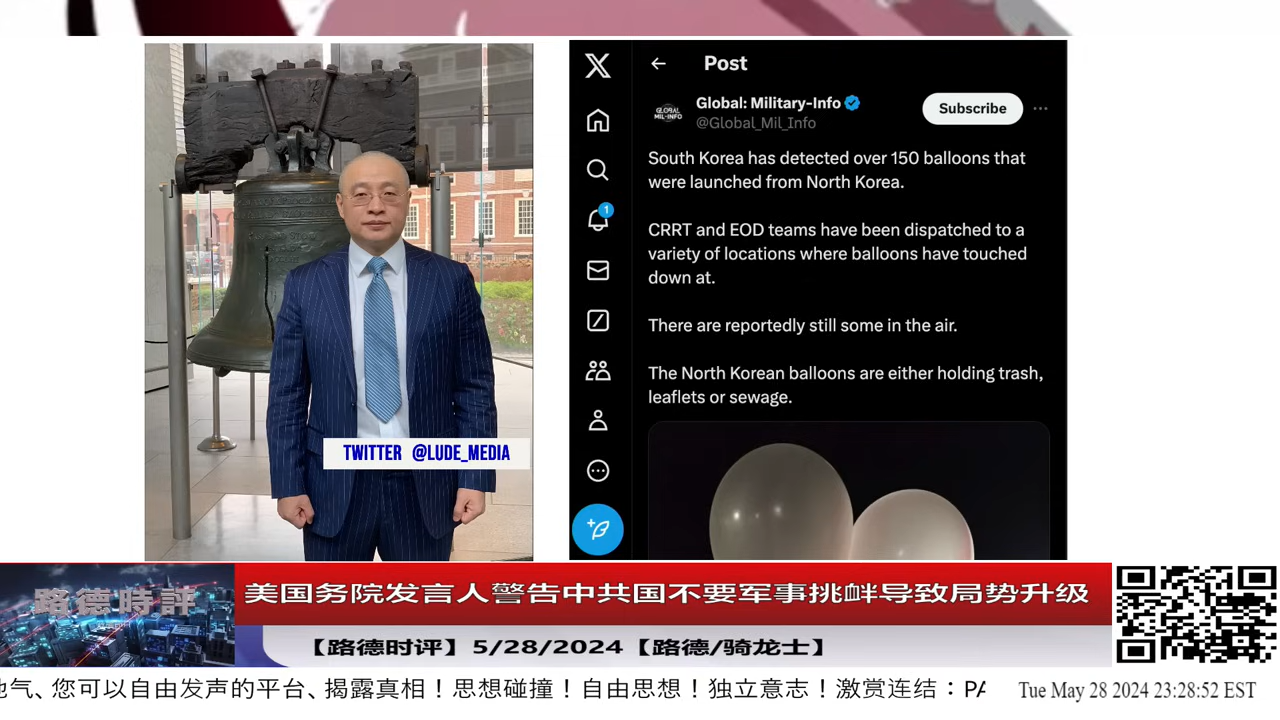 Post
GLOBAL
MIL-INFO
Global: Military-Info
@Global_Mil_Info
Subscribe
1
South Korea has detected over 150 balloons that
were launched from North Korea.
CRRT and EOD teams have been dispatched to a
variety of locations where balloons have touched
down at.
There are reportedly still some in the air.
The North Korean balloons are either holding trash,
leaflets or sewage.
TWITTER @LUDE_MEDIA
路德時評
美国务院发言人警告中共国不要军事挑衅导致局势升级
【路德时评】5/28/2024【路德/骑龙士】
气、您可以自由发声的平台、揭露真相！思想碰撞！自由思想！独立意志！激赏连结：PA
Tue May 28 2024 23:28:52 EST